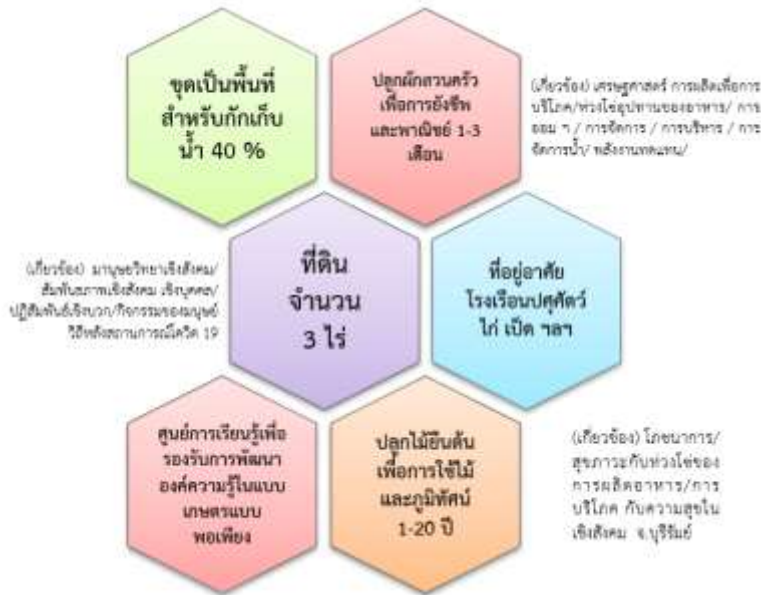 ขุดเป็นพื้นที่
สำหรับกักเก็บ
น้ำ 40 %
ปลูกผักสวนครัว
เพื่อการยังชีพ
และพาณิชย์ 1-3
เดือน
(เกี่ยวข้อง) เศรษฐศาสตร์ การผลิตเพื่อการ
บริโภค/ห่วงโซ่อุปทานของอาหาร/ การ
ออม ฯ / การจัดการ / การบริหาร / การ
จัดการน้ำ/ พลังงานทดแทน/
(เกี่ยวข้อง) มานุษยวิทยาเชิงสังคม/
สัมพันธภาพเชิงสังคม เชิงบุคคล/
ปฏิสัมพันธ์เชิงบวก/กิจกรรมของมนุษย์
วิถีหลังสถานการณ์โควิด 19
ที่ดิน
จำนวน
3 ไร่
ที่อยู่อาศัย
โรงเรือนปศุสัตว์
ไก่ เป็ด ฯลฯ
ศูนย์การเรียนรู้เพื่อ
รองรับการพัฒนา
องค์ความรู้ในแบบ
เกษตรแบบ
พอเพียง
ปลูกไม้ยืนต้น
เพื่อการใช้ไม้
และภูมิทัศน์
1-20 ปี
(เกี่ยวข้อง) โภชนาการ/
สุขภาวะกับห่วงโซ่ของ
การผลิตอาหาร/การ
บริโภค กับความสุขใน
เชิงสังคม จ.บุรีรัมย์